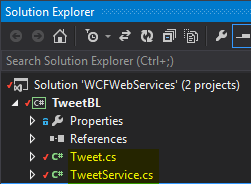 Solution Explorer
Search Solution Explorer (Ctrl+;)
Solution 'WCFWebServices' (2 projects)
C# TweetBL
Properties
References
C# Tweet.cs
C# TweetService.cs